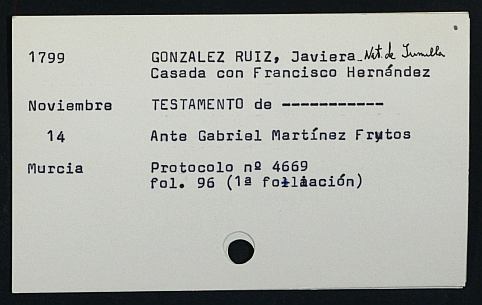 1799 GONZALEZ RUIZ, Javiera. Nat. de Jumilla
Casada con Francisco Hernández
Noviembre TESTAMENTO de -----------
14 Ante Gabriel Martínez Frutos
Murcia Protocolo nº 4669
fol. 96 (1ª foliación)